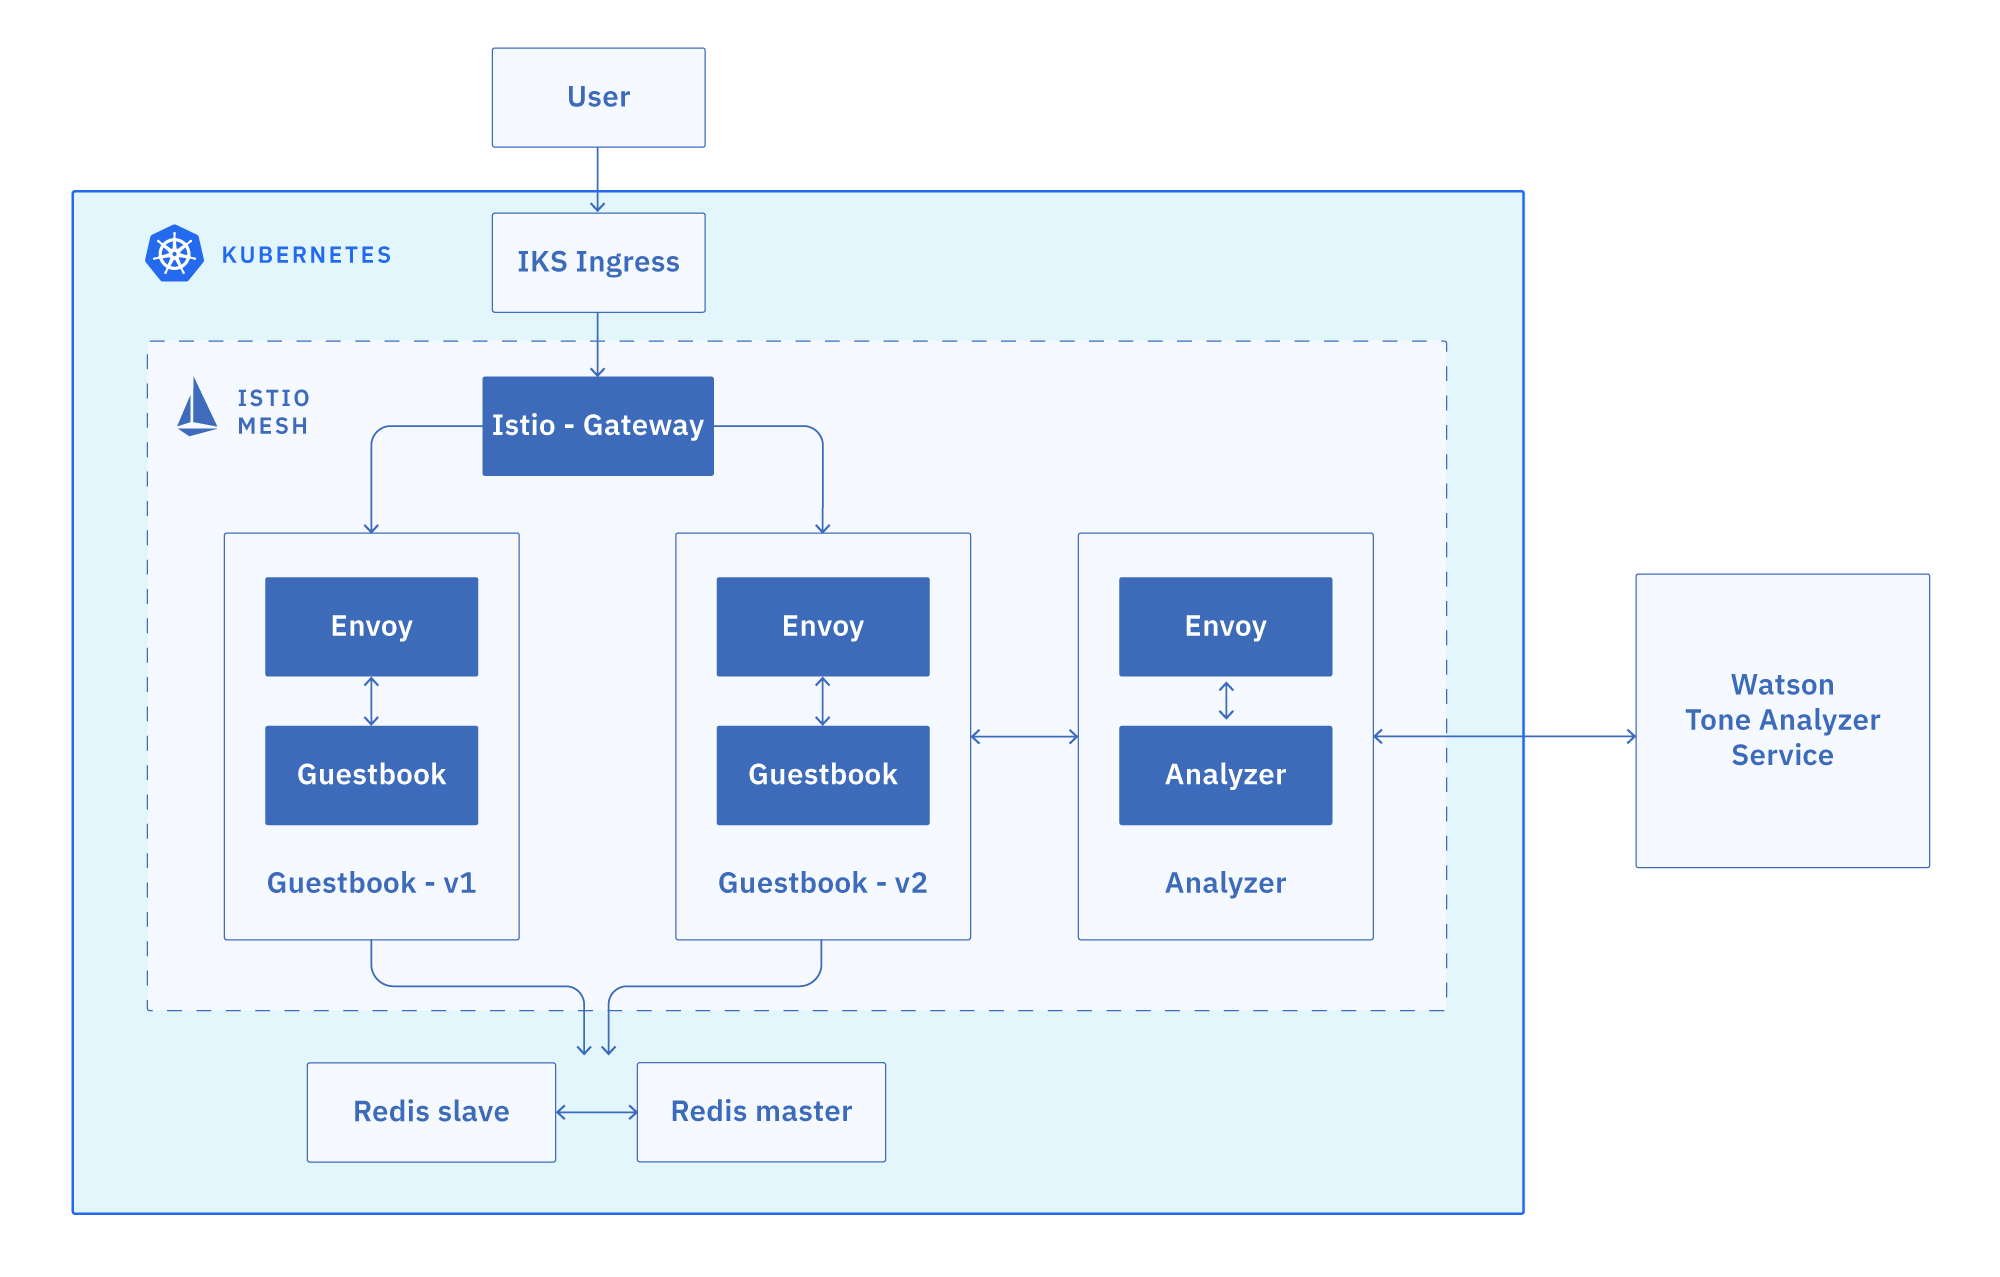 User
KUBERNETES
IKS Ingress
ISTIO
MESH
Istio - Gateway
Envoy
Guestbook
Guestbook - v1
Envoy
Guestbook
Guestbook - v2
Envoy
Analyzer
Analyzer
Watson
Tone Analyzer
Service
Redis slave
Redis master